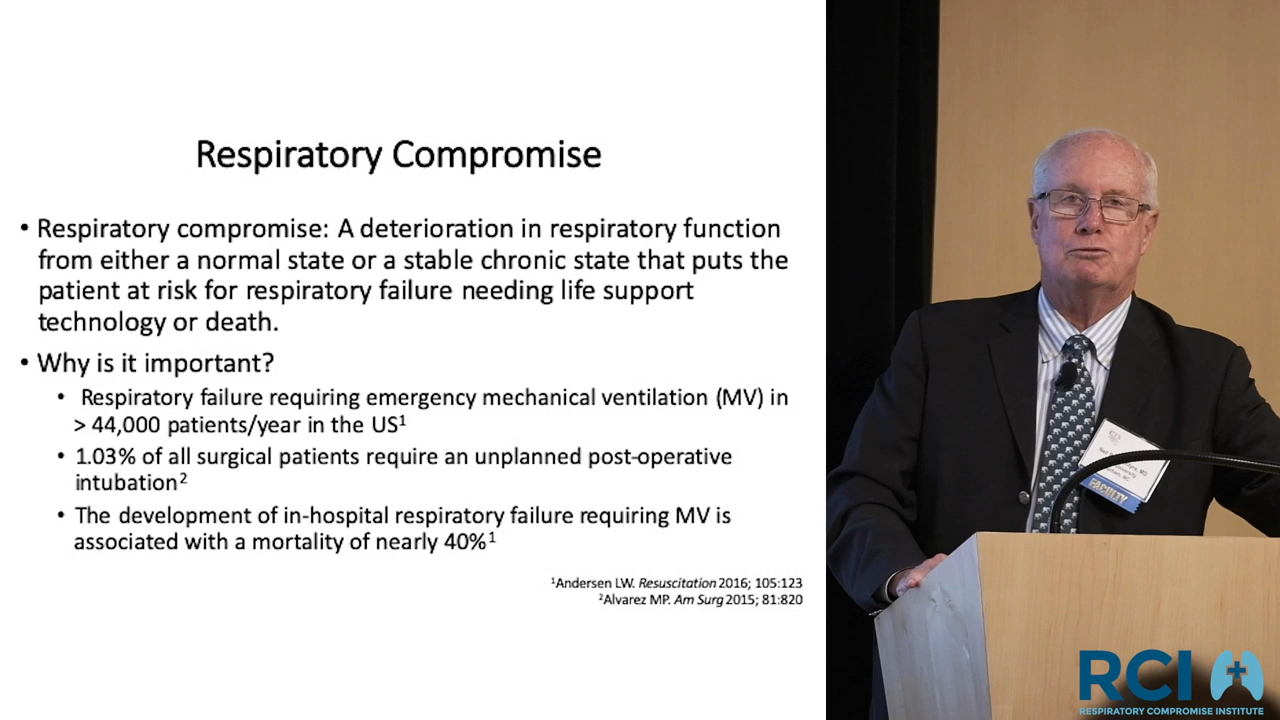 Respiratory Compromise
• Respiratory compromise: A deterioration in respiratory function
from either a normal state or a stable chronic state that puts the
patient at risk for respiratory failure needing life support
technology or death.
• Why is it important?
• Respiratory failure requiring emergency mechanical ventilation (MV) in
> 44,000 patients/year in the US¹
• 1.03% of all surgical patients require an unplanned post-operative
intubation²
• The development of in-hospital respiratory failure requiring MV is
associated with a mortality of nearly 40%¹
¹Andersen LW. Resuscitation 2016; 105:123
²Alvarez MP. Am Surg 2015; 81:820
MD
NC
FACULTY
RCI
RESPIRATORY COMPROMISE INSTITUTE